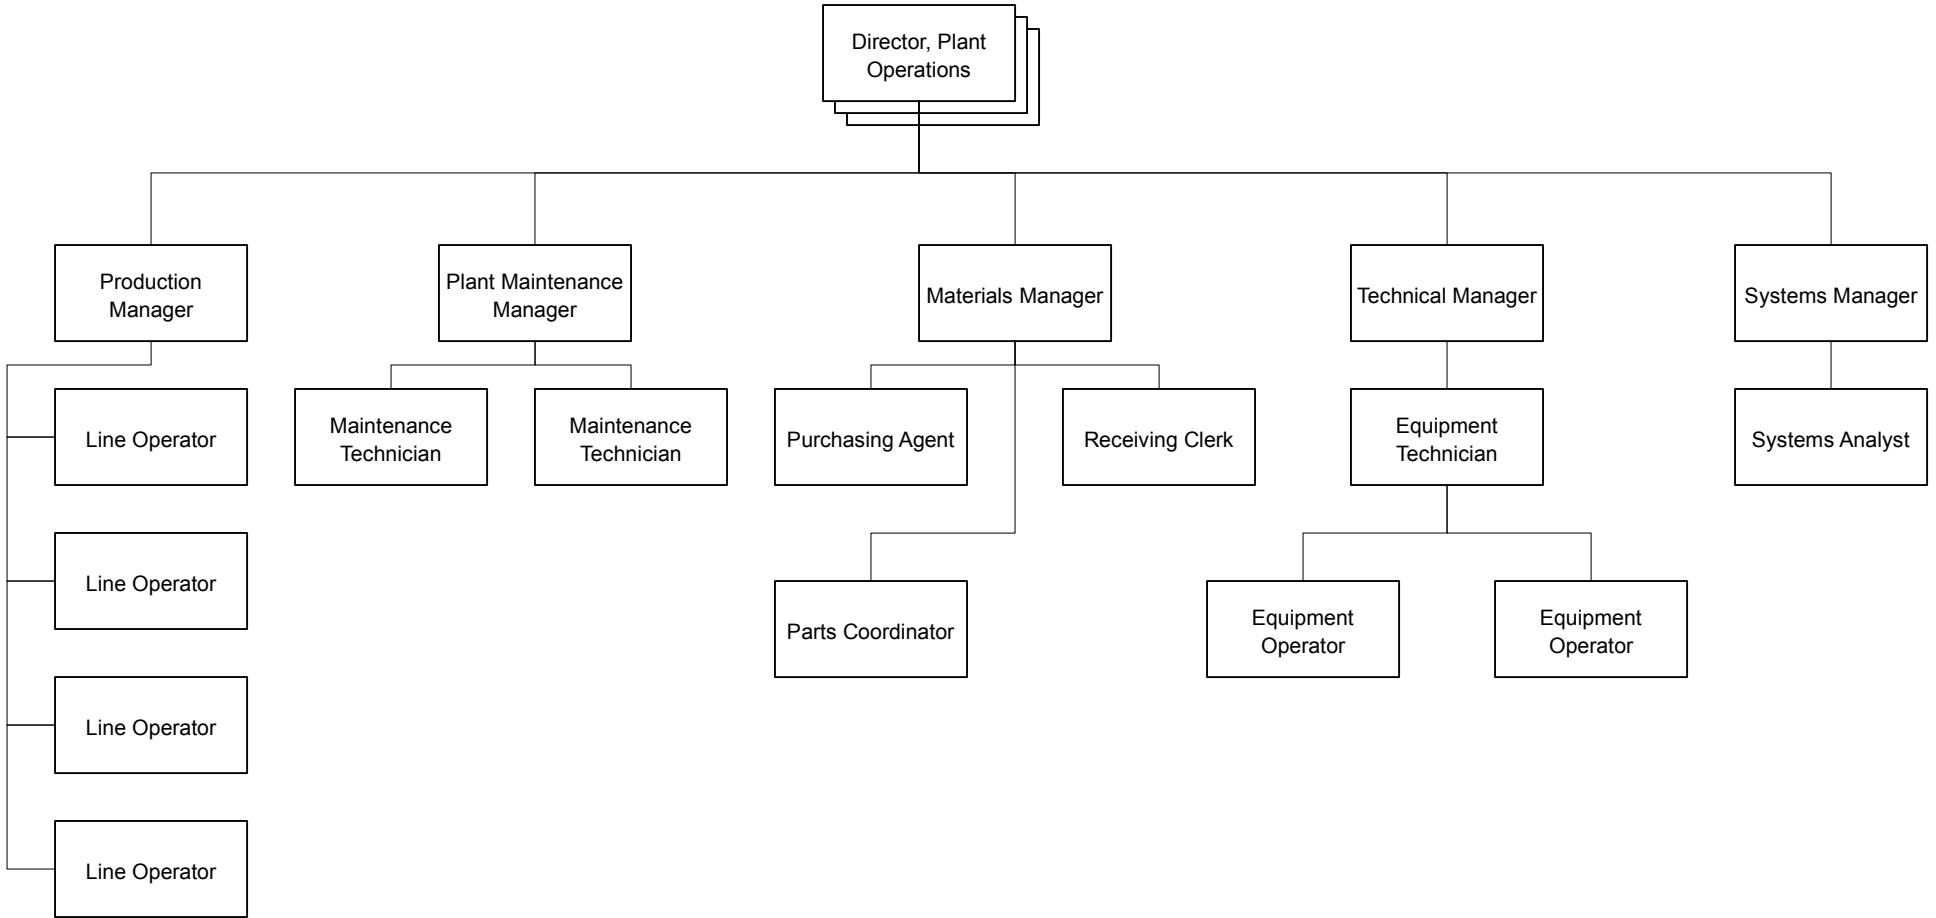 Director, Plant
Operations
Production
Manager
Plant Maintenance
Manager
Materials Manager
Technical Manager
Systems Manager
Line Operator
Maintenance
Technician
Maintenance
Technician
Purchasing Agent
Receiving Clerk
Equipment
Technician
Systems Analyst
Line Operator
Parts Coordinator
Equipment
Operator
Equipment
Operator
Line Operator
Line Operator